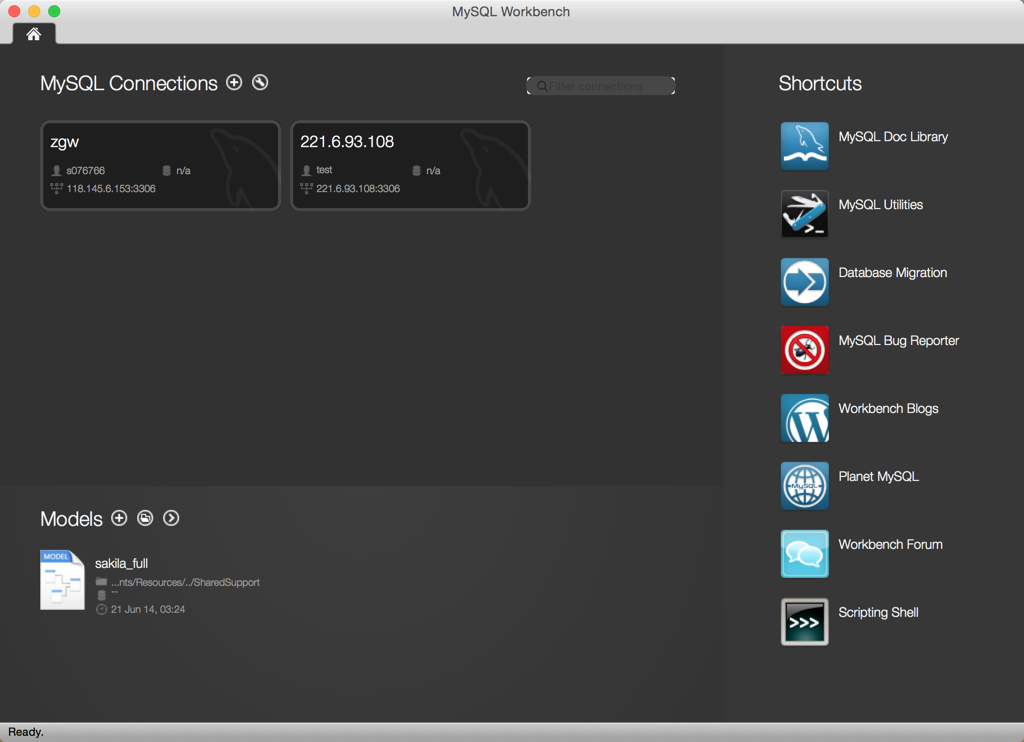 MySQL Workbench
MySQL Connections
Filter connections
zgw
s076766
n/a
118.145.6.153:3306
221.6.93.108
test
n/a
221.6.93.108:3306
Models
MODEL
sakila_full
...nts/Resources/../SharedSupport
--
21 Jun 14, 03:24
Shortcuts
MySQL Doc Library
MySQL Utilities
Database Migration
MySQL Bug Reporter
Workbench Blogs
MySQL
Planet MySQL
Workbench Forum
>>>
Scripting Shell
Ready.